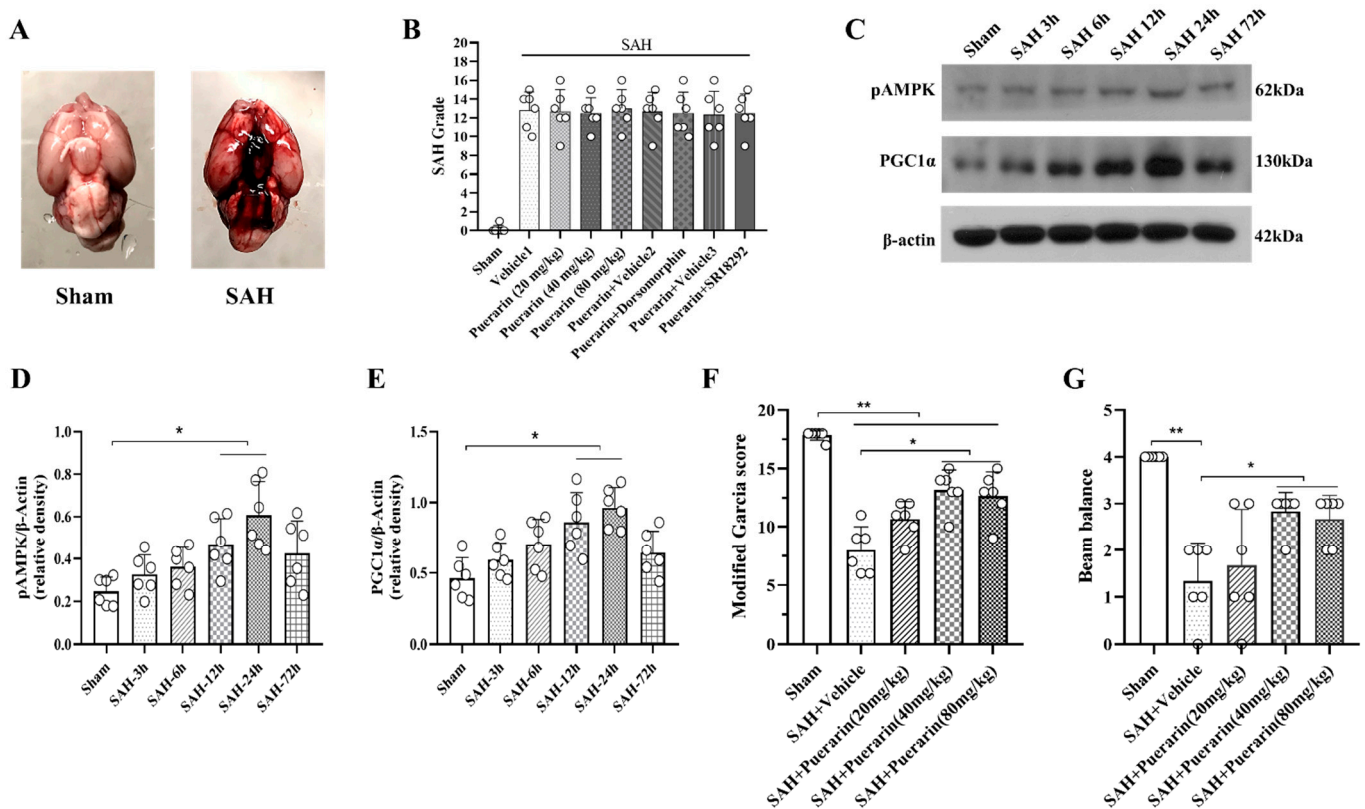 A
Sham
SAH
B
SAH
SAH Grade
20
18
16
14
12
10
8
6
4
2
0
Sham
Vehicle1
Puerarin (20 mg/kg)
Puerarin (40 mg/kg)
Puerarin (80 mg/kg)
Puerarin+Vehicle2
Puerarin+Dorsomorphin
Puerarin+Vehicle3
Puerarin+SR18292
C
Sham
SAH 3h
SAH 6h
SAH 12h
SAH 24h
SAH 72h
pAMPK
62kDa
PGC1α
130kDa
β-actin
42kDa
D
pAMPK/β-Actin
(relative density)
1.0
0.8
0.6
0.4
0.2
0.0
*
Sham
SAH-3h
SAH-6h
SAH-12h
SAH-24h
SAH-72h
E
PGC1α/β-Actin
(relative density)
1.5
1.0
0.5
0.0
*
Sham
SAH-3h
SAH-6h
SAH-12h
SAH-24h
SAH-72h
F
Modified Garcia score
20
15
10
5
0
**
*
Sham
SAH+Vehicle
SAH+Puerarin(20mg/kg)
SAH+Puerarin(40mg/kg)
SAH+Puerarin(80mg/kg)
G
Beam balance
5
4
3
2
1
0
**
*
Sham
SAH+Vehicle
SAH+Puerarin(20mg/kg)
SAH+Puerarin(40mg/kg)
SAH+Puerarin(80mg/kg)